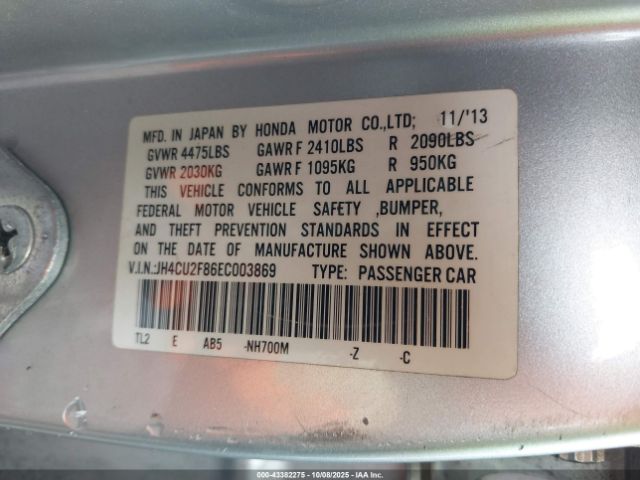 MFD. IN JAPAN BY HONDA MOTOR CO.,LTD; 11/'13
GVWR 4475LBS GAWR F 2410LBS R 2090LBS
GVWR 2030KG GAWR F 1095KG R 950KG
THIS VEHICLE CONFORMS TO ALL APPLICABLE
FEDERAL MOTOR VEHICLE SAFETY ,BUMPER,
AND THEFT PREVENTION STANDARDS IN EFFECT
ON THE DATE OF MANUFACTURE SHOWN ABOVE.
V.I.N.:JH4CU2F86EC003869 TYPE: PASSENGER CAR
TL2 E AB5 -NH700M -Z -C
000-43382275 - 10/08/2025 - IAA Inc.